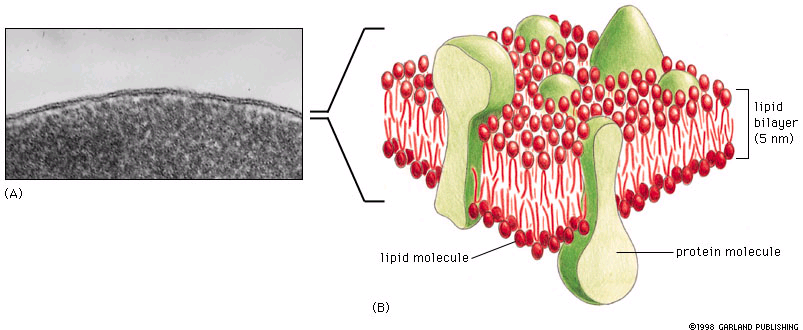 lipid
bilayer
(5 nm)
(A)
lipid molecule
protein molecule
(B)
©1998 GARLAND PUBLISHING